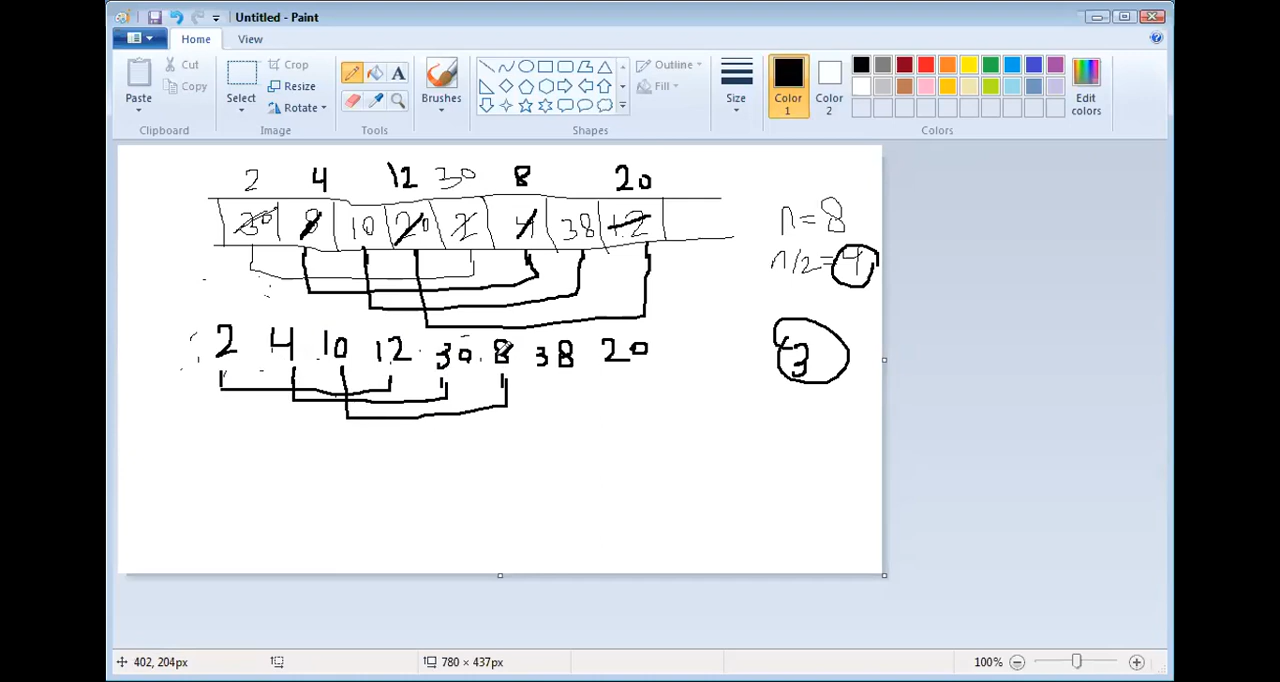 Untitled - Paint
Home View
Paste Cut Copy Select Crop Resize Rotate A Brushes Outline Fill Size Color 1 Color 2 Edit colors
Clipboard Image Tools Shapes Colors
2 4 12 30 8 20
30 8 10 20 2 4 38 12
n=8
n/2=4
2 4 10 12 30 8 38 20
3
402, 204px 780 × 437px 100%